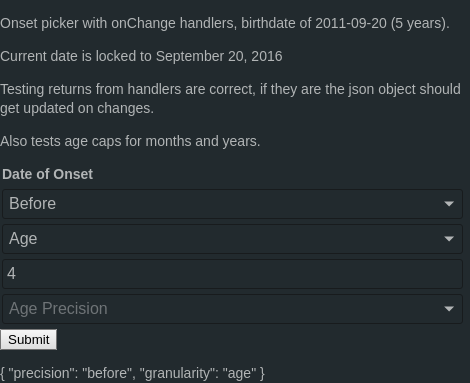 Onset picker with onChange handlers, birthdate of 2011-09-20 (5 years).
Current date is locked to September 20, 2016
Testing returns from handlers are correct, if they are the json object should
get updated on changes.
Also tests age caps for months and years.
Date of Onset
Before
Age
4
Age Precision
Submit
{ "precision": "before", "granularity": "age" }